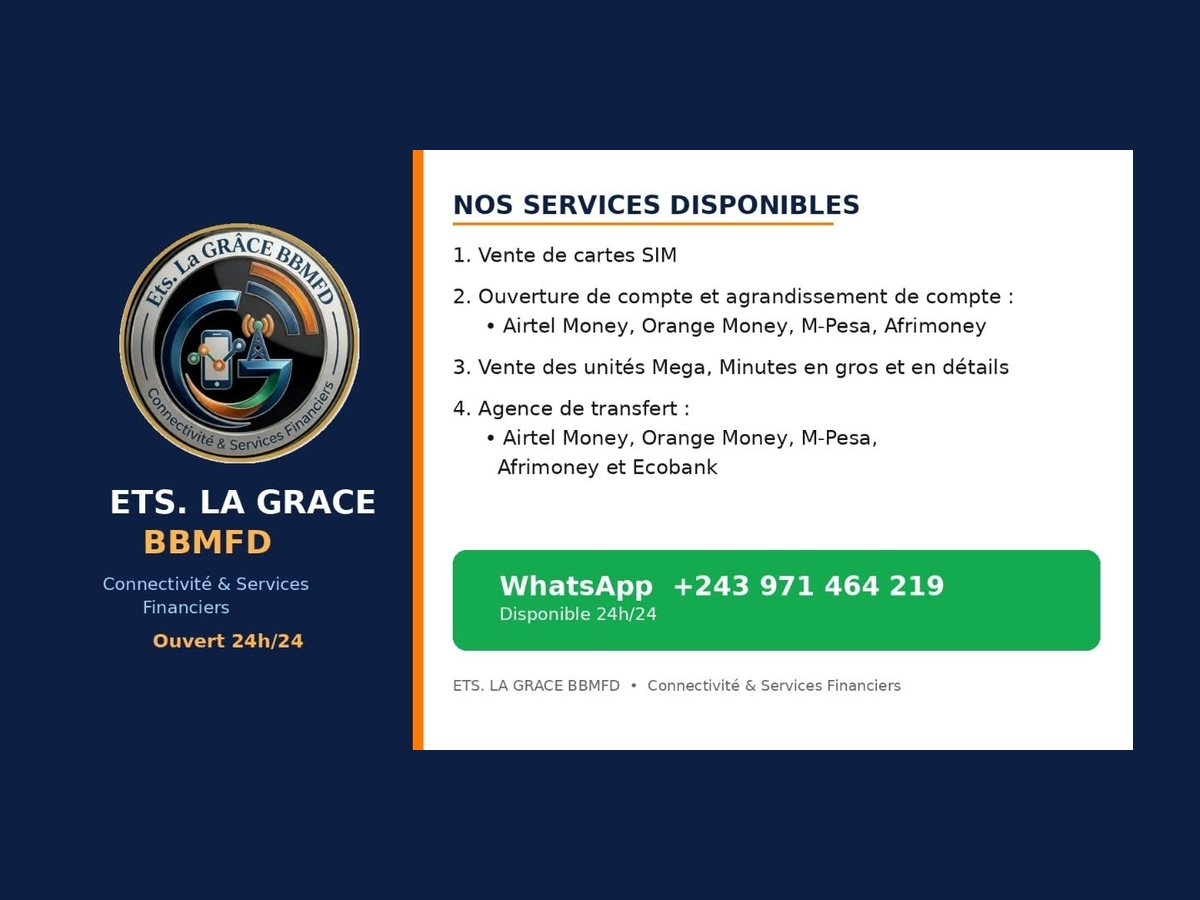 Ets. La GRÂCE BBMFD
Connectivité & Services Financiers
ETS. LA GRACE
BBMFD
Connectivité & Services
Financiers
Ouvert 24h/24
NOS SERVICES DISPONIBLES
1. Vente de cartes SIM
2. Ouverture de compte et agrandissement de compte :
• Airtel Money, Orange Money, M-Pesa, Afrimoney
3. Vente des unités Mega, Minutes en gros et en détails
4. Agence de transfert :
• Airtel Money, Orange Money, M-Pesa,
Afrimoney et Ecobank
WhatsApp +243 971 464 219
Disponible 24h/24
ETS. LA GRACE BBMFD • Connectivité & Services Financiers